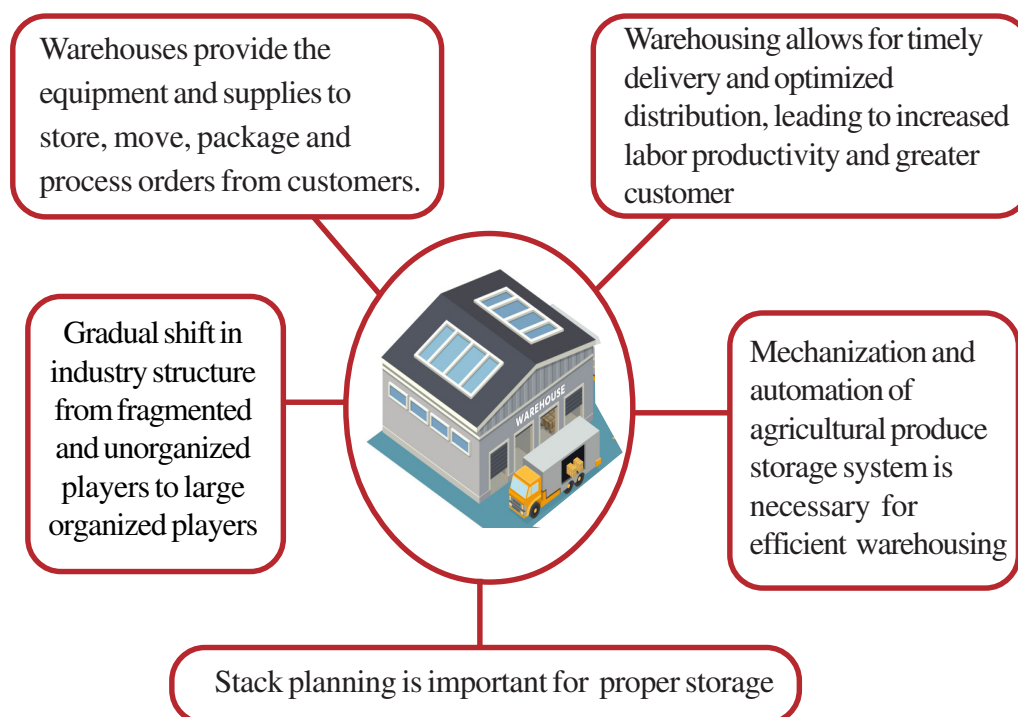 Warehouses provide the
equipment and supplies to
store, move, package and
process orders from customers.
Warehousing allows for timely
delivery and optimized
distribution, leading to increased
labor productivity and greater
customer
Gradual shift in
industry structure
from fragmented
and unorganized
players to large
organized players
WAREHOUSE
Mechanization and
automation of
agricultural produce
storage system is
necessary for
efficient warehousing
Stack planning is important for proper storage